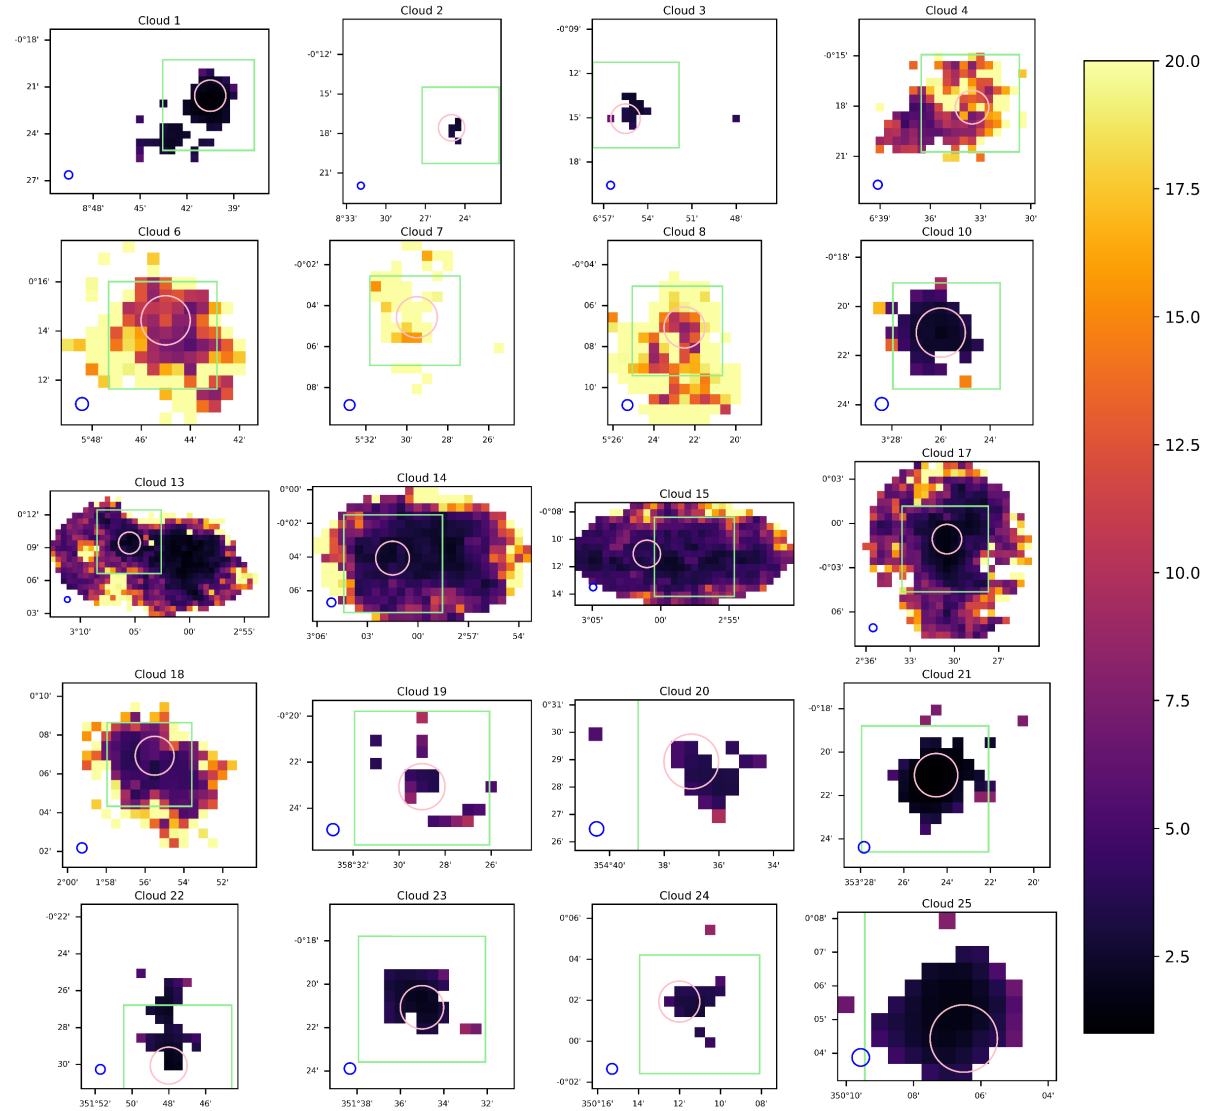 Cloud 1
-0°18'
21'
24'
27'
8°48' 45' 42' 39'
Cloud 2
-0°12'
15'
18'
21'
8°33' 30' 27' 24'
Cloud 3
-0°09'
12'
15'
18'
6°57' 54' 51' 48'
Cloud 4
-0°15'
18'
21'
6°39' 36' 33' 30'
Cloud 6
0°16'
14'
12'
5°48' 46' 44' 42'
Cloud 7
-0°02'
04'
06'
08'
5°32' 30' 28' 26'
Cloud 8
-0°04'
06'
08'
10'
5°26' 24' 22' 20'
Cloud 10
-0°18'
20'
22'
24'
3°28' 26' 24'
Cloud 13
0°12'
09'
06'
03'
3°10' 05' 00' 2°55'
Cloud 14
0°00'
-0°02'
04'
06'
3°06' 03' 00' 2°57' 54'
Cloud 15
-0°08'
10'
12'
14'
3°05' 00' 2°55'
Cloud 17
0°03'
00'
-0°03'
06'
2°36' 33' 30' 27'
Cloud 18
0°10'
08'
06'
04'
02'
2°00' 1°58' 56' 54' 52'
Cloud 19
-0°20'
22'
24'
358°32' 30' 28' 26'
Cloud 20
0°31'
30'
29'
28'
27'
26'
354°40' 38' 36' 34'
Cloud 21
-0°18'
20'
22'
24'
353°28' 26' 24' 22' 20'
Cloud 22
-0°22'
24'
26'
28'
30'
351°52' 50' 48' 46'
Cloud 23
-0°18'
20'
22'
24'
351°38' 36' 34' 32'
Cloud 24
0°06'
04'
02'
00'
-0°02'
350°16' 14' 12' 10' 08'
Cloud 25
0°08'
07'
06'
05'
04'
350°10' 08' 06' 04'
20.0
17.5
15.0
12.5
10.0
7.5
5.0
2.5